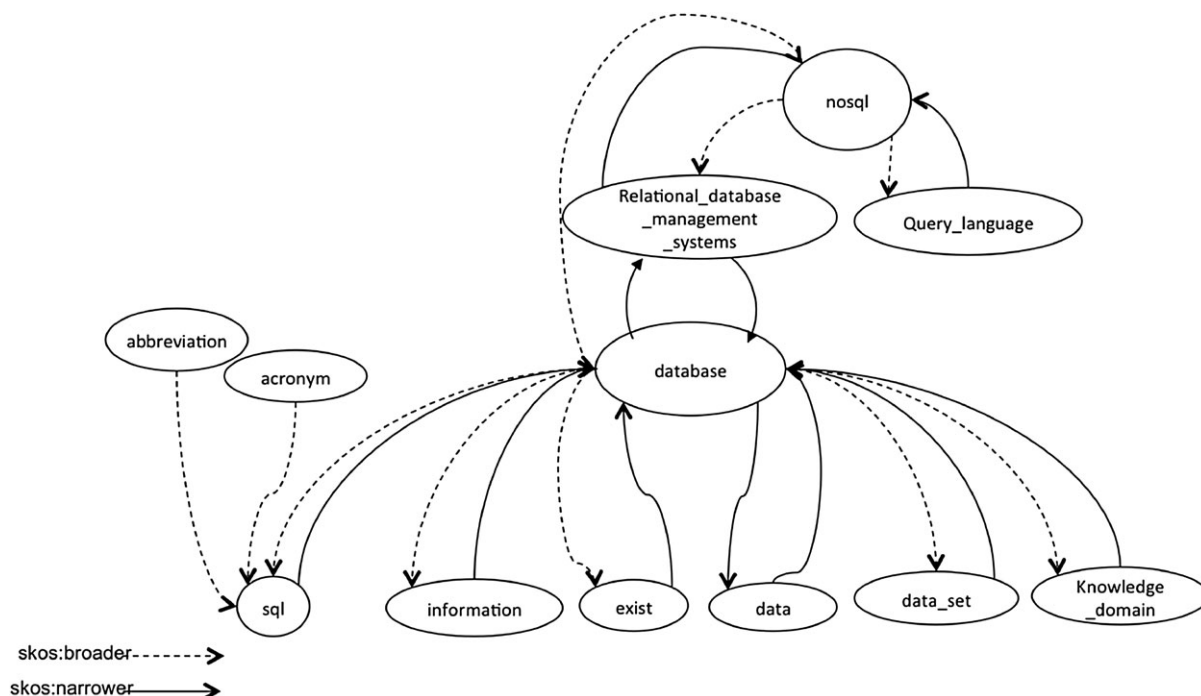 nosql
Relational_database
_management
_systems
Query_language
abbreviation
acronym
database
sql
information
exist
data
data_set
Knowledge
_domain
skos:broader
skos:narrower